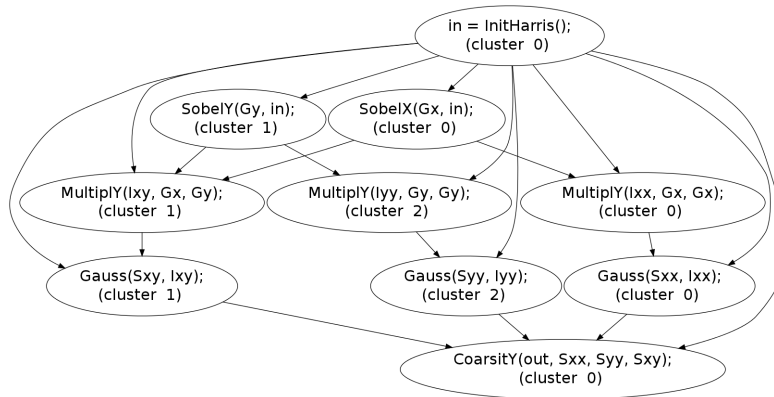 in = InitHarris();
(cluster 0)
SobelY(Gy, in);
(cluster 1)
SobelX(Gx, in);
(cluster 0)
MultiplY(Ixy, Gx, Gy);
(cluster 1)
MultiplY(Iyy, Gy, Gy);
(cluster 2)
MultiplY(Ixx, Gx, Gx);
(cluster 0)
Gauss(Sxy, Ixy);
(cluster 1)
Gauss(Syy, Iyy);
(cluster 2)
Gauss(Sxx, Ixx);
(cluster 0)
CoarsitY(out, Sxx, Syy, Sxy);
(cluster 0)